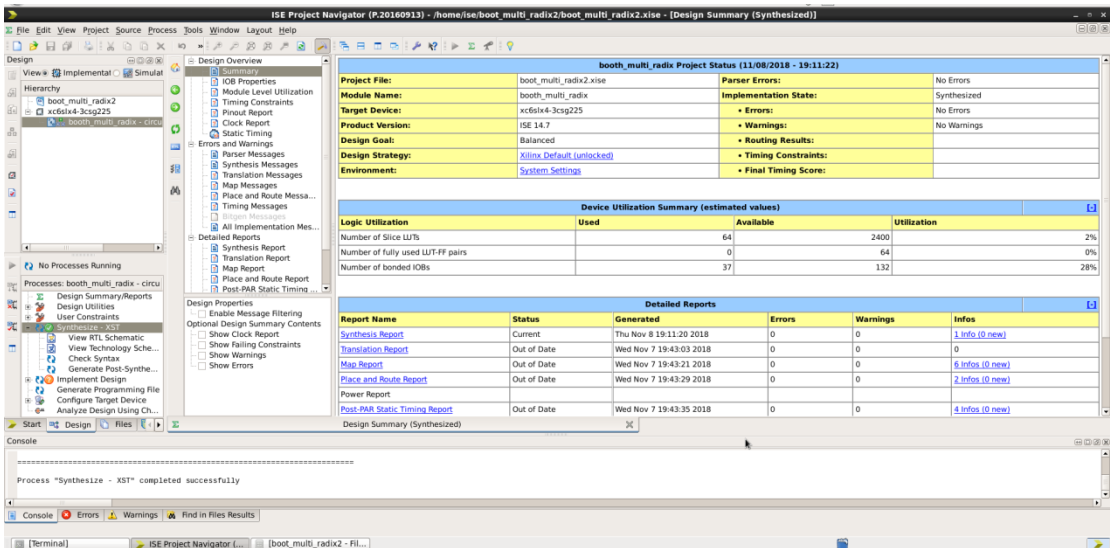 ISE Project Navigator (P.20160913) - /home/ise/boot_multi_radix2/boot_multi_radix2.xise - [Design Summary (Synthesized)]
File Edit View Project Source Process Tools Window Layout Help
Design
View: Implementat Simulat
Hierarchy
boot_multi_radix2
xc6slx4-3csg225
booth_multi_radix - circu
No Processes Running
Processes: booth_multi_radix - circu
Design Summary/Reports
Design Utilities
User Constraints
Synthesize - XST
View RTL Schematic
View Technology Sche...
Check Syntax
Generate Post-Synthe...
Implement Design
Generate Programming File
Configure Target Device
Analyze Design Using Ch...
Start Design Files
Design Overview
Summary
IOB Properties
Module Level Utilization
Timing Constraints
Pinout Report
Clock Report
Static Timing
Errors and Warnings
Parser Messages
Synthesis Messages
Translation Messages
Map Messages
Place and Route Messa...
Timing Messages
Bitgen Messages
All Implementation Mes...
Detailed Reports
Synthesis Report
Translation Report
Map Report
Place and Route Report
Post-PAR Static Timing ...
Design Properties
Enable Message Filtering
Optional Design Summary Contents
Show Clock Report
Show Failing Constraints
Show Warnings
Show Errors
booth_multi_radix Project Status (11/08/2018 - 19:11:22)
Project File: boot_multi_radix2.xise Parser Errors: No Errors
Module Name: booth_multi_radix Implementation State: Synthesized
Target Device: xc6slx4-3csg225 • Errors: No Errors
Product Version: ISE 14.7 • Warnings: No Warnings
Design Goal: Balanced • Routing Results:
Design Strategy: Xilinx Default (unlocked) • Timing Constraints:
Environment: System Settings • Final Timing Score:
Device Utilization Summary (estimated values) [-]
Logic Utilization Used Available Utilization
Number of Slice LUTs 64 2400 2%
Number of fully used LUT-FF pairs 0 64 0%
Number of bonded IOBs 37 132 28%
Detailed Reports [-]
Report Name Status Generated Errors Warnings Infos
Synthesis Report Current Thu Nov 8 19:11:20 2018 0 0 1 Info (0 new)
Translation Report Out of Date Wed Nov 7 19:43:03 2018 0 0 0
Map Report Out of Date Wed Nov 7 19:43:21 2018 0 0 6 Infos (0 new)
Place and Route Report Out of Date Wed Nov 7 19:43:29 2018 0 0 2 Infos (0 new)
Power Report
Post-PAR Static Timing Report Out of Date Wed Nov 7 19:43:35 2018 0 0 4 Infos (0 new)
Design Summary (Synthesized)
Console
=========================================================================
Process "Synthesize - XST" completed successfully
Console Errors Warnings Find in Files Results
[Terminal] ISE Project Navigator (... [boot_multi_radix2 - Fil...